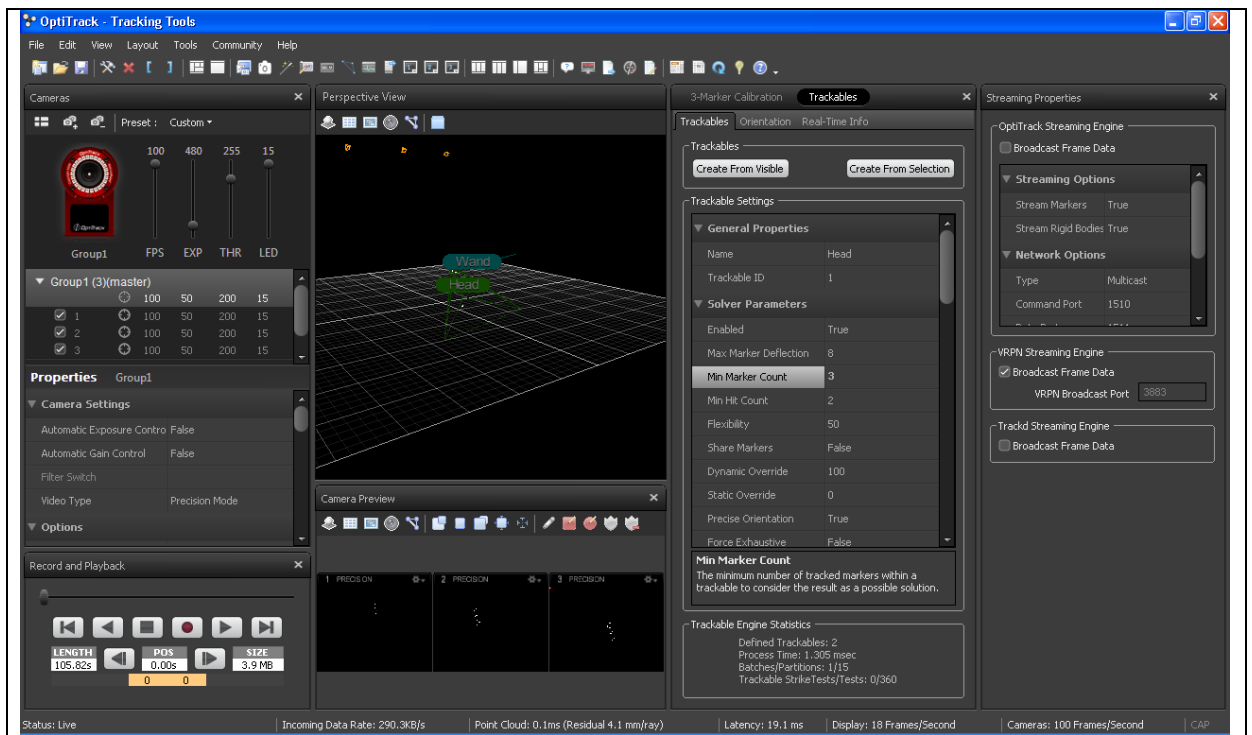 OptiTrack - Tracking Tools
File Edit View Layout Tools Community Help
Cameras
Preset : Custom
100 480 255 15
OptiTrack
Group1 FPS EXP THR LED
Group1 (3)(master)
100 50 200 15
1 100 50 200 15
2 100 50 200 15
3 100 50 200 15
Properties Group1
Camera Settings
Automatic Exposure Contro False
Automatic Gain Control False
Filter Switch
Video Type Precision Mode
Options
Record and Playback
LENGTH POS SIZE
105.82s 0.00s 3.9 MB
0 0
Perspective View
Wand
Head
Camera Preview
1 PRECISION 2 PRECISION 3 PRECISION
3-Marker Calibration Trackables
Trackables Orientation Real-Time Info
Trackables
Create From Visible Create From Selection
Trackable Settings
General Properties
Name Head
Trackable ID 1
Solver Parameters
Enabled True
Max Marker Deflection 8
Min Marker Count 3
Min Hit Count 2
Flexibility 50
Share Markers False
Dynamic Override 100
Static Override 0
Precise Orientation True
Force Exhaustive False
Min Marker Count
The minimum number of tracked markers within a
trackable to consider the result as a possible solution.
Trackable Engine Statistics
Defined Trackables: 2
Process Time: 1.305 msec
Batches/Partitions: 1/15
Trackable StrikeTests/Tests: 0/360
Streaming Properties
OptiTrack Streaming Engine
Broadcast Frame Data
Streaming Options
Stream Markers True
Stream Rigid Bodies True
Network Options
Type Multicast
Command Port 1510
VRPN Streaming Engine
Broadcast Frame Data
VRPN Broadcast Port 3883
Trackd Streaming Engine
Broadcast Frame Data
Status: Live Incoming Data Rate: 290.3KB/s Point Cloud: 0.1ms (Residual 4.1 mm/ray) Latency: 19.1 ms Display: 18 Frames/Second Cameras: 100 Frames/Second CAP